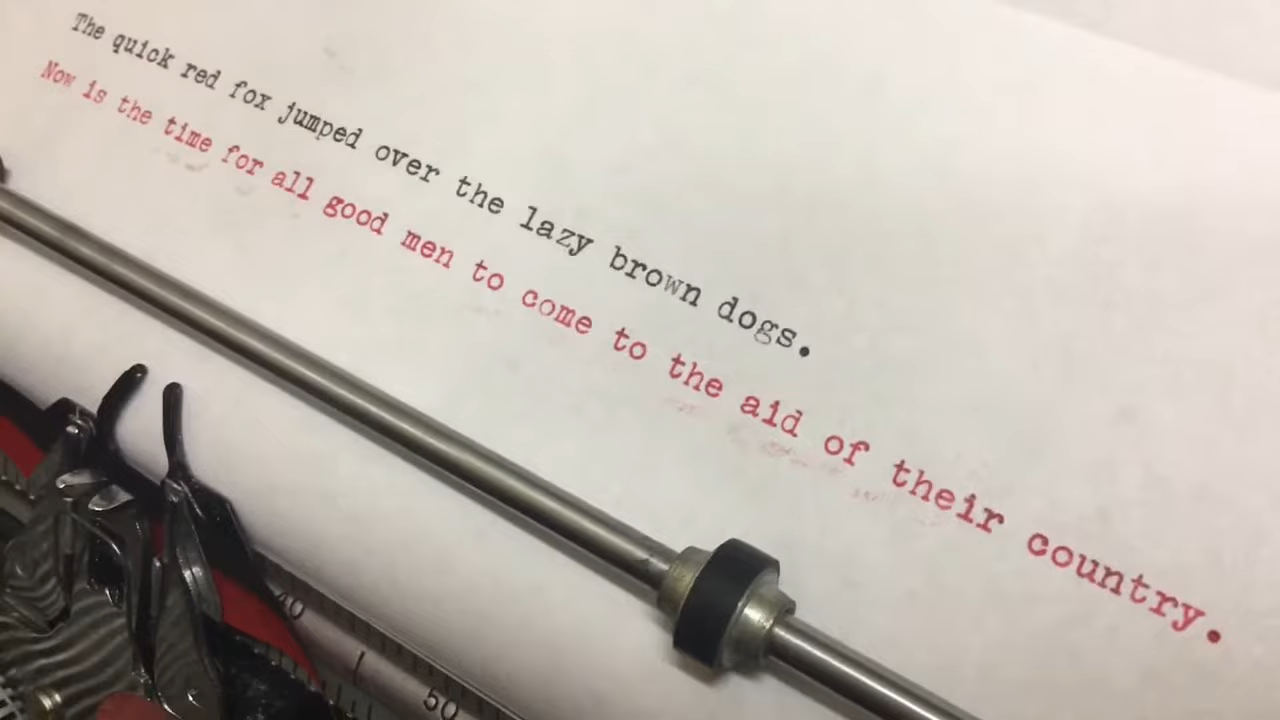 The quick red fox jumped over the lazy brown dogs.
Now is the time for all good men to come to the aid of their country.
40
50